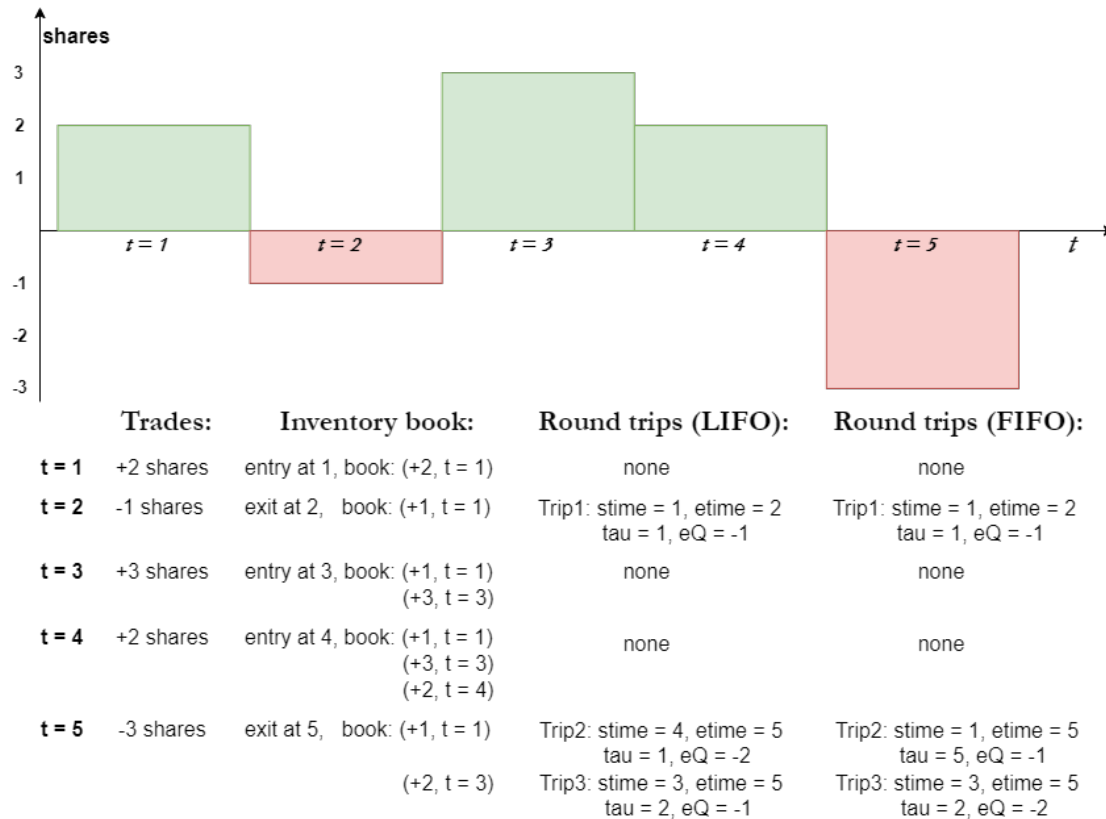 shares
3
2
1
t = 1 t = 2 t = 3 t = 4 t = 5 t
-1
-2
-3
Trades: Inventory book: Round trips (LIFO): Round trips (FIFO):
t = 1 +2 shares entry at 1, book: (+2, t = 1) none none
t = 2 -1 shares exit at 2, book: (+1, t = 1) Trip1: stime = 1, etime = 2 Trip1: stime = 1, etime = 2
tau = 1, eQ = -1 tau = 1, eQ = -1
t = 3 +3 shares entry at 3, book: (+1, t = 1) none none
(+3, t = 3)
t = 4 +2 shares entry at 4, book: (+1, t = 1) none none
(+3, t = 3)
(+2, t = 4)
t = 5 -3 shares exit at 5, book: (+1, t = 1) Trip2: stime = 4, etime = 5 Trip2: stime = 1, etime = 5
tau = 1, eQ = -2 tau = 5, eQ = -1
(+2, t = 3) Trip3: stime = 3, etime = 5 Trip3: stime = 3, etime = 5
tau = 2, eQ = -1 tau = 2, eQ = -2